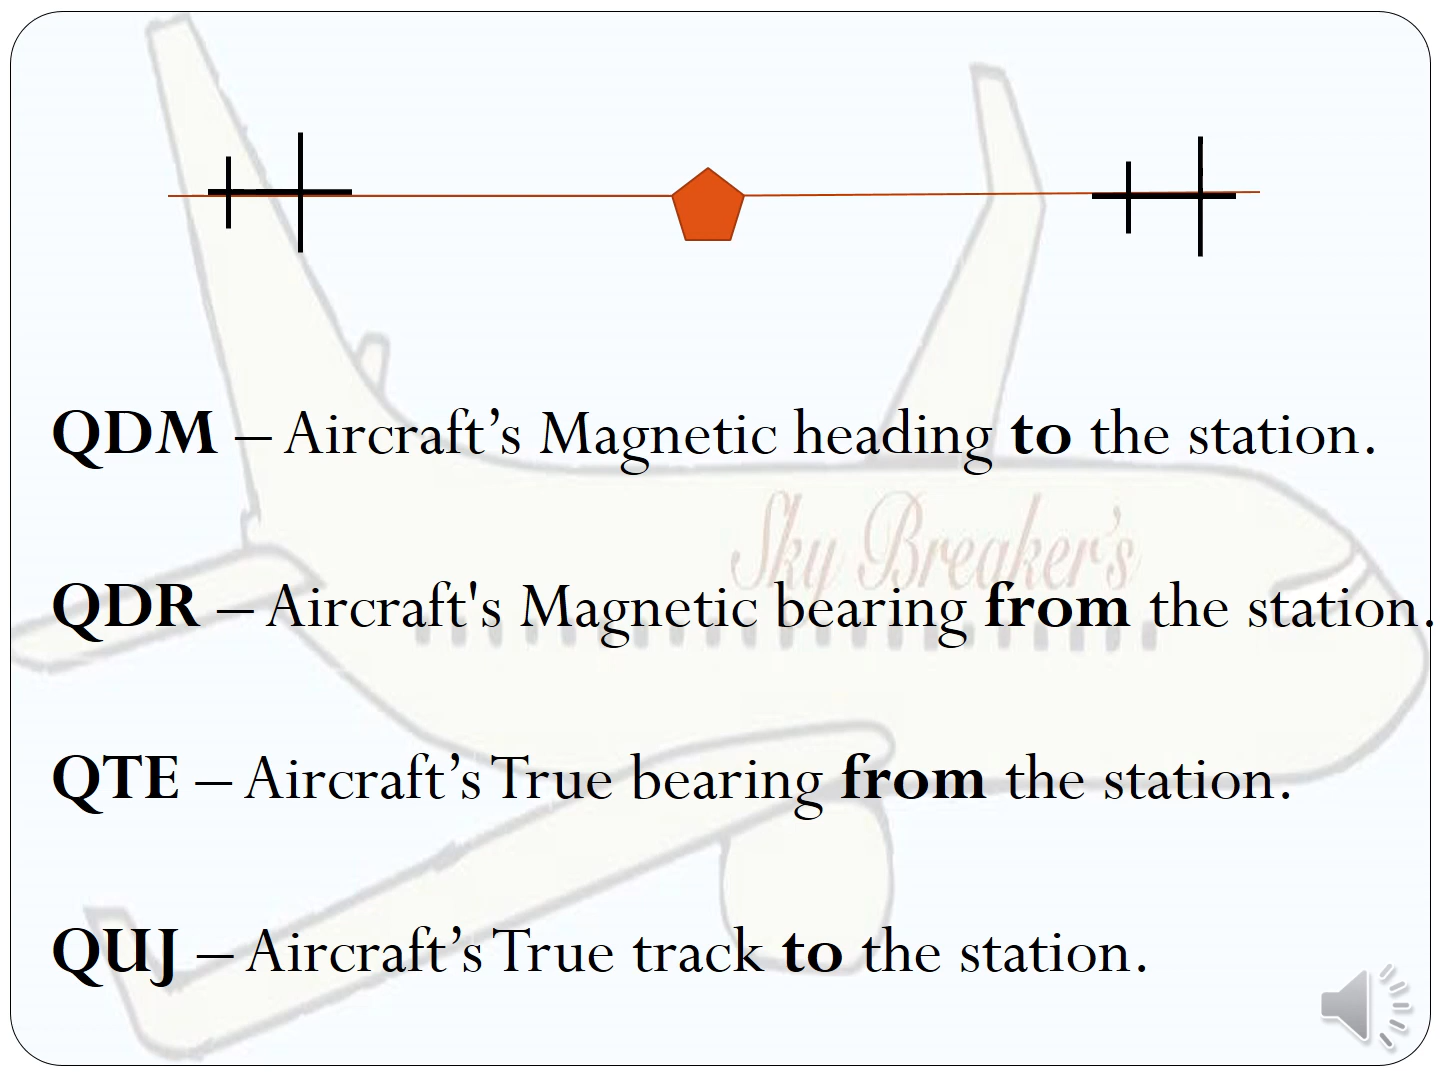 QDM – Aircraft’s Magnetic heading to the station.
Sky Breaker's
QDR – Aircraft's Magnetic bearing from the station.
QTE – Aircraft’s True bearing from the station.
QUJ – Aircraft’s True track to the station.